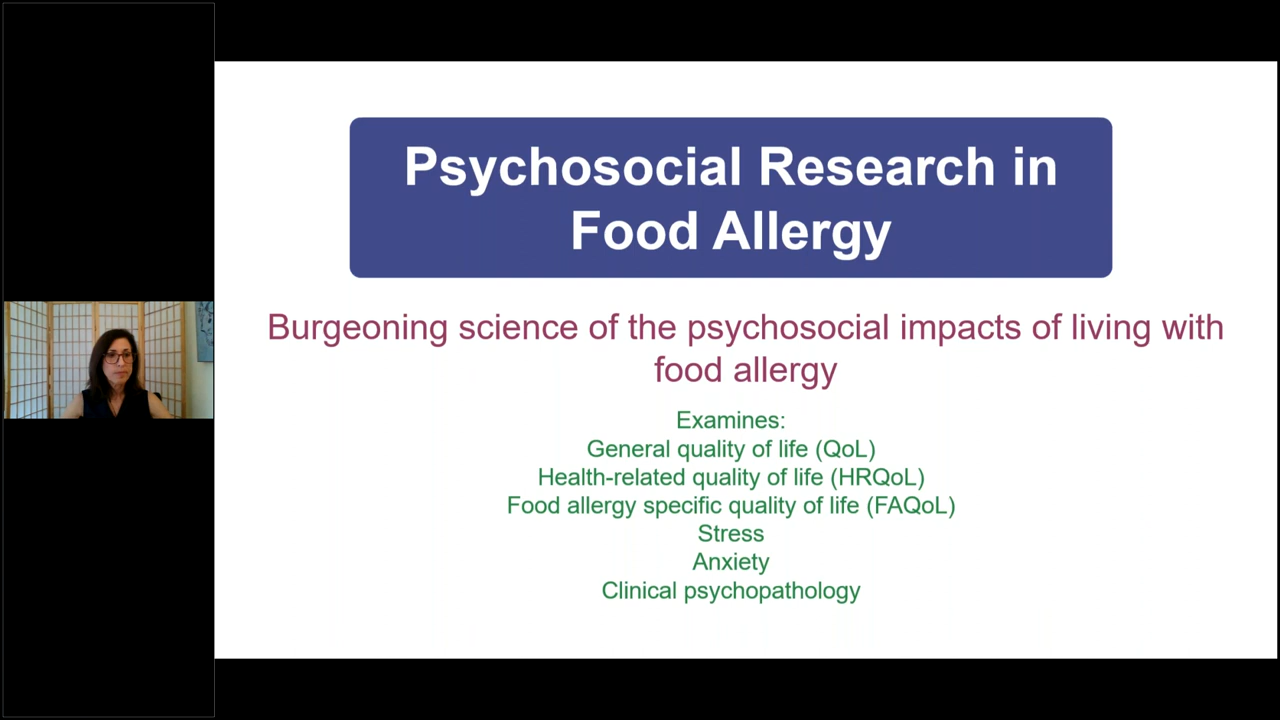 Psychosocial Research in
Food Allergy
Burgeoning science of the psychosocial impacts of living with
food allergy
Examines:
General quality of life (QoL)
Health-related quality of life (HRQoL)
Food allergy specific quality of life (FAQoL)
Stress
Anxiety
Clinical psychopathology